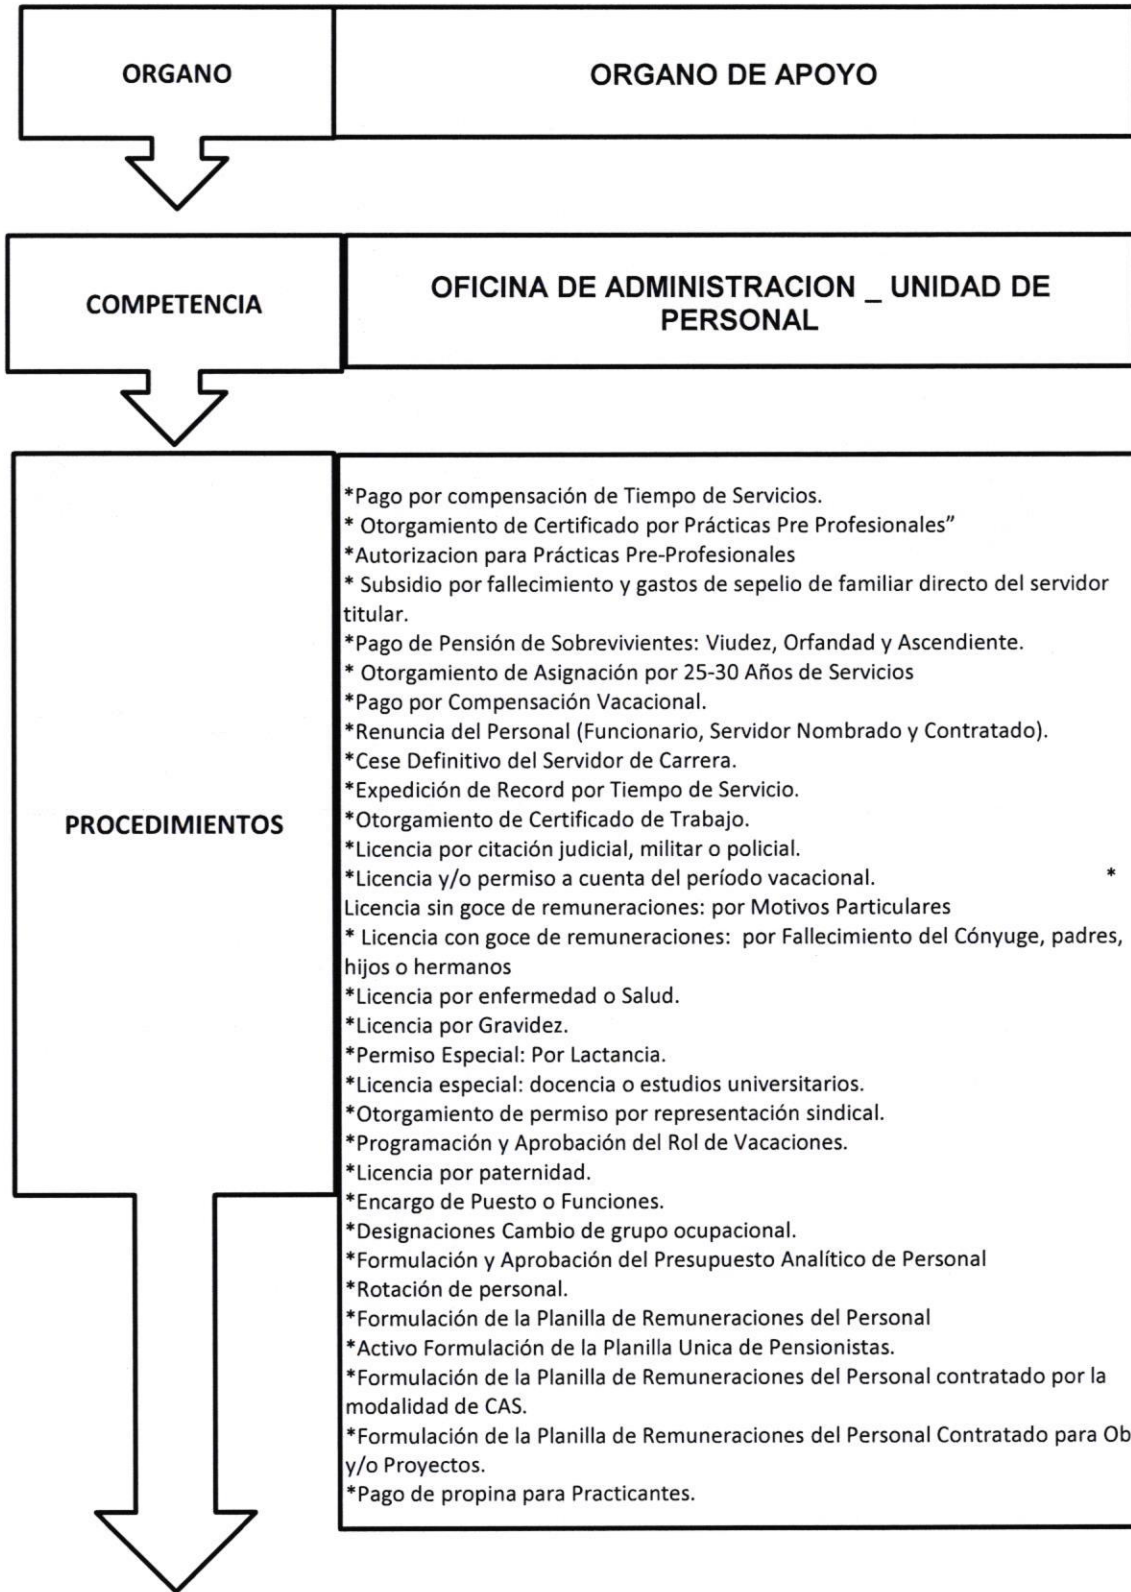 ORGANO
ORGANO DE APOYO
COMPETENCIA
OFICINA DE ADMINISTRACION _ UNIDAD DE
PERSONAL
PROCEDIMIENTOS
*Pago por compensación de Tiempo de Servicios.
* Otorgamiento de Certificado por Prácticas Pre Profesionales”
*Autorizacion para Prácticas Pre-Profesionales
* Subsidio por fallecimiento y gastos de sepelio de familiar directo del servidor
titular.
*Pago de Pensión de Sobrevivientes: Viudez, Orfandad y Ascendiente.
* Otorgamiento de Asignación por 25-30 Años de Servicios
*Pago por Compensación Vacacional.
*Renuncia del Personal (Funcionario, Servidor Nombrado y Contratado).
*Cese Definitivo del Servidor de Carrera.
*Expedición de Record por Tiempo de Servicio.
*Otorgamiento de Certificado de Trabajo.
*Licencia por citación judicial, militar o policial.
*Licencia y/o permiso a cuenta del período vacacional. *
Licencia sin goce de remuneraciones: por Motivos Particulares
* Licencia con goce de remuneraciones: por Fallecimiento del Cónyuge, padres,
hijos o hermanos
*Licencia por enfermedad o Salud.
*Licencia por Gravidez.
*Permiso Especial: Por Lactancia.
*Licencia especial: docencia o estudios universitarios.
*Otorgamiento de permiso por representación sindical.
*Programación y Aprobación del Rol de Vacaciones.
*Licencia por paternidad.
*Encargo de Puesto o Funciones.
*Designaciones Cambio de grupo ocupacional.
*Formulación y Aprobación del Presupuesto Analítico de Personal
*Rotación de personal.
*Formulación de la Planilla de Remuneraciones del Personal
*Activo Formulación de la Planilla Unica de Pensionistas.
*Formulación de la Planilla de Remuneraciones del Personal contratado por la
modalidad de CAS.
*Formulación de la Planilla de Remuneraciones del Personal Contratado para Ob
y/o Proyectos.
*Pago de propina para Practicantes.